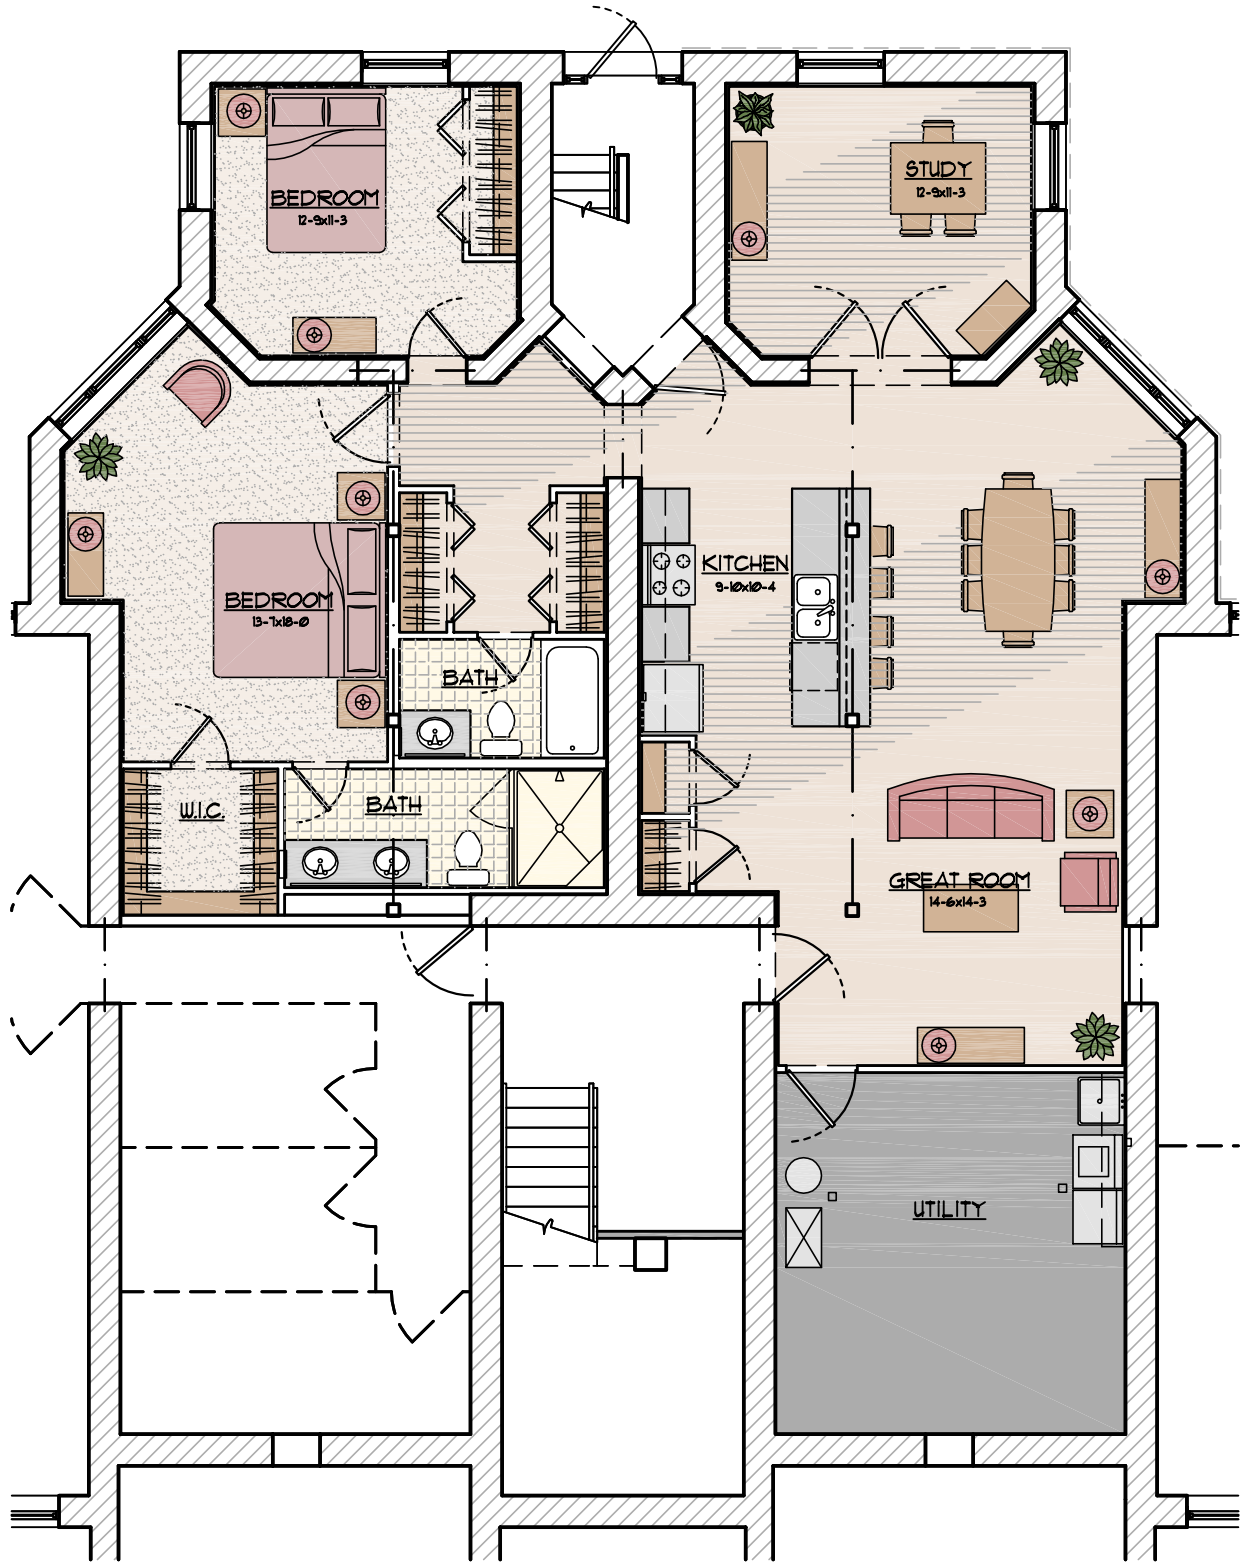 BEDROOM
12-9x11-3
STUDY
12-9x11-3
KITCHEN
9-10x10-4
BEDROOM
13-7x18-0
BATH
W.I.C.
BATH
GREAT ROOM
14-6x14-3
UTILITY